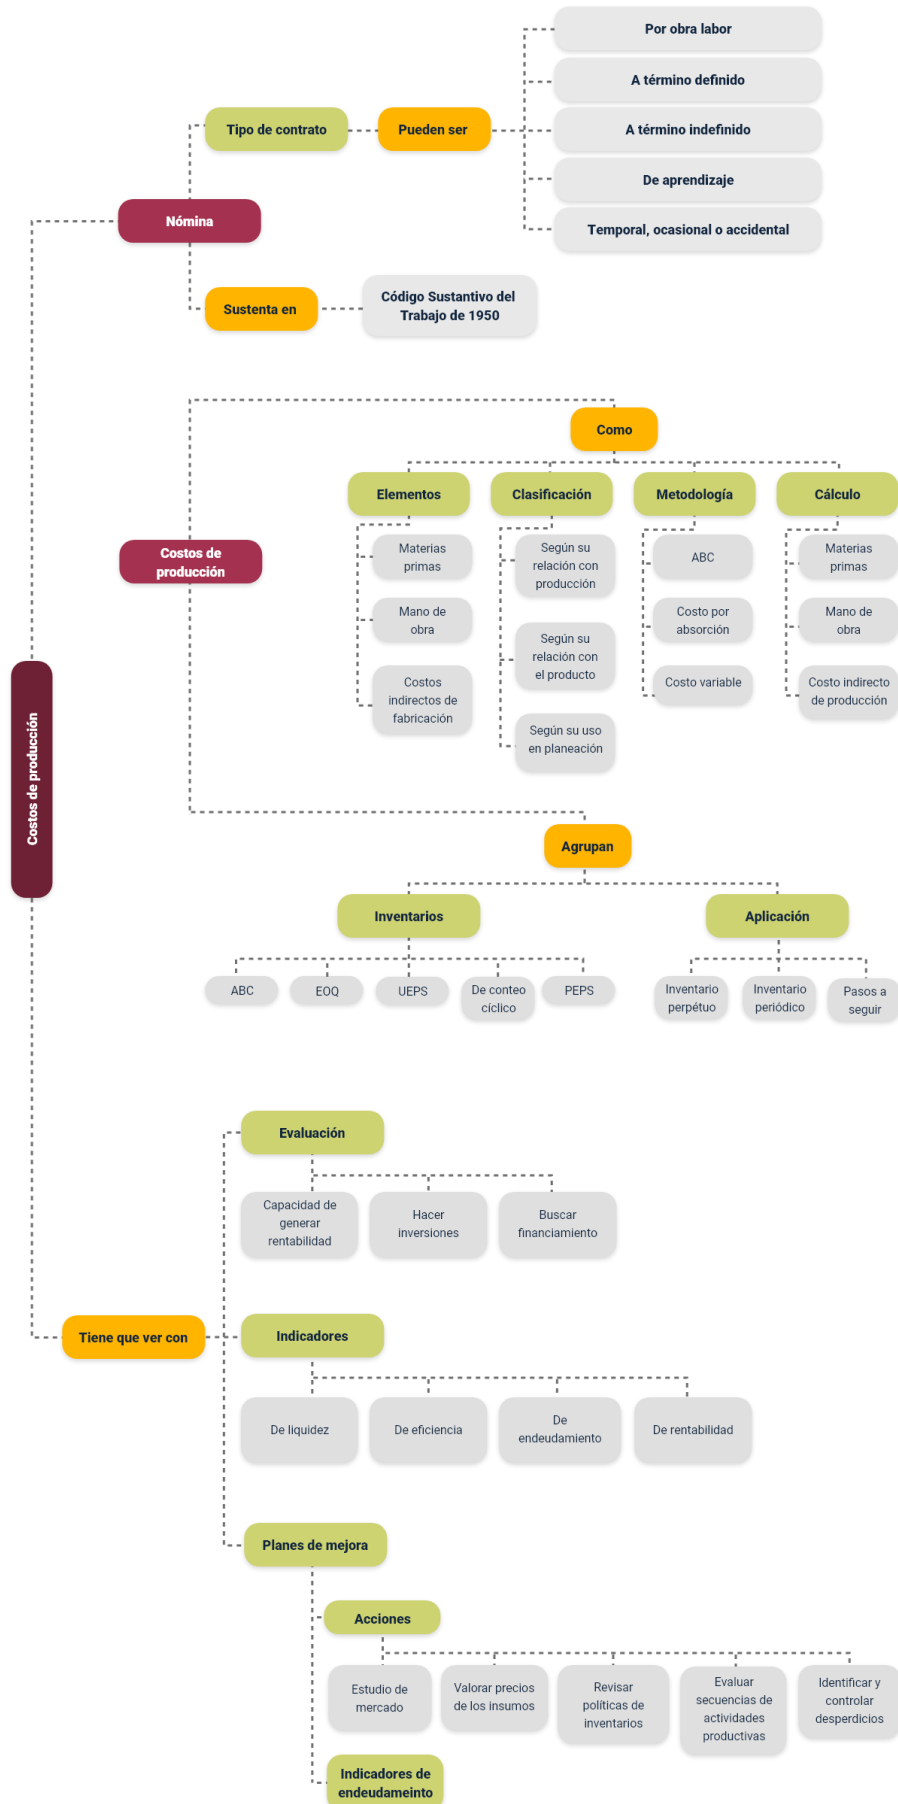 Por obra labor
A término definido
Tipo de contrato
Pueden ser
A término indefinido
De aprendizaje
Nómina
Temporal, ocasional o accidental
Sustenta en
Código Sustantivo del
Trabajo de 1950
Como
Elementos
Clasificación
Metodología
Cálculo
Costos de
producción
Materias
primas
Mano de
obra
Costos
indirectos de
fabricación
Según su
relación con
producción
Según su
relación con
el producto
Según su uso
en planeación
ABC
Costo por
absorción
Costo variable
Materias
primas
Mano de
obra
Costo indirecto
de producción
Costos de producción
Agrupan
Inventarios
Aplicación
ABC
EOQ
UEPS
De conteo
cíclico
PEPS
Inventario
perpétuo
Inventario
periódico
Pasos a
seguir
Evaluación
Capacidad de
generar
rentabilidad
Hacer
inversiones
Buscar
financiamiento
Tiene que ver con
Indicadores
De liquidez
De eficiencia
De
endeudamiento
De rentabilidad
Planes de mejora
Acciones
Estudio de
mercado
Valorar precios
de los insumos
Revisar
políticas de
inventarios
Evaluar
secuencias de
actividades
productivas
Identificar y
controlar
desperdicios
Indicadores de
endeudameinto